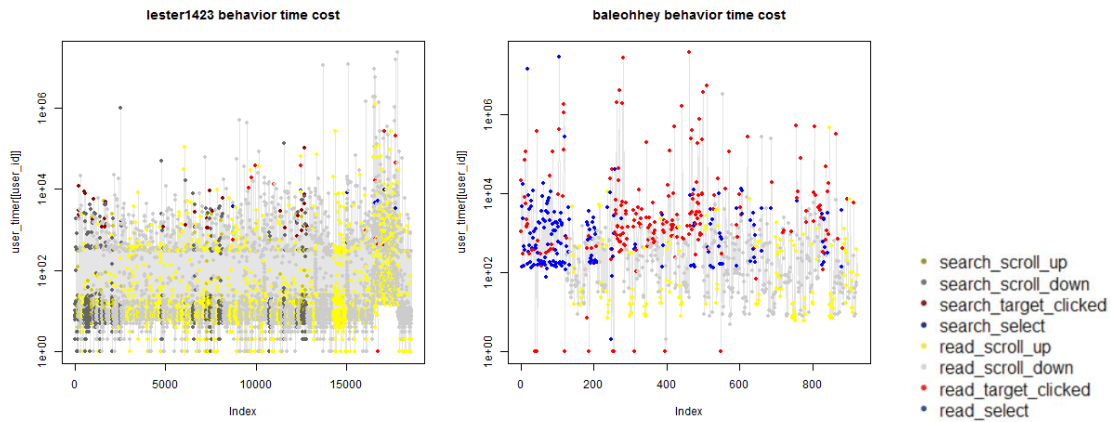 lester1423 behavior time cost
user_timer[[user_id]]
1e+06
1e+04
1e+02
1e+00
0
5000
10000
15000
Index
baleohhey behavior time cost
user_timer[[user_id]]
1e+06
1e+04
1e+02
1e+00
0
200
400
600
800
Index
search_scroll_up
search_scroll_down
search_target_clicked
search_select
read_scroll_up
read_scroll_down
read_target_clicked
read_select